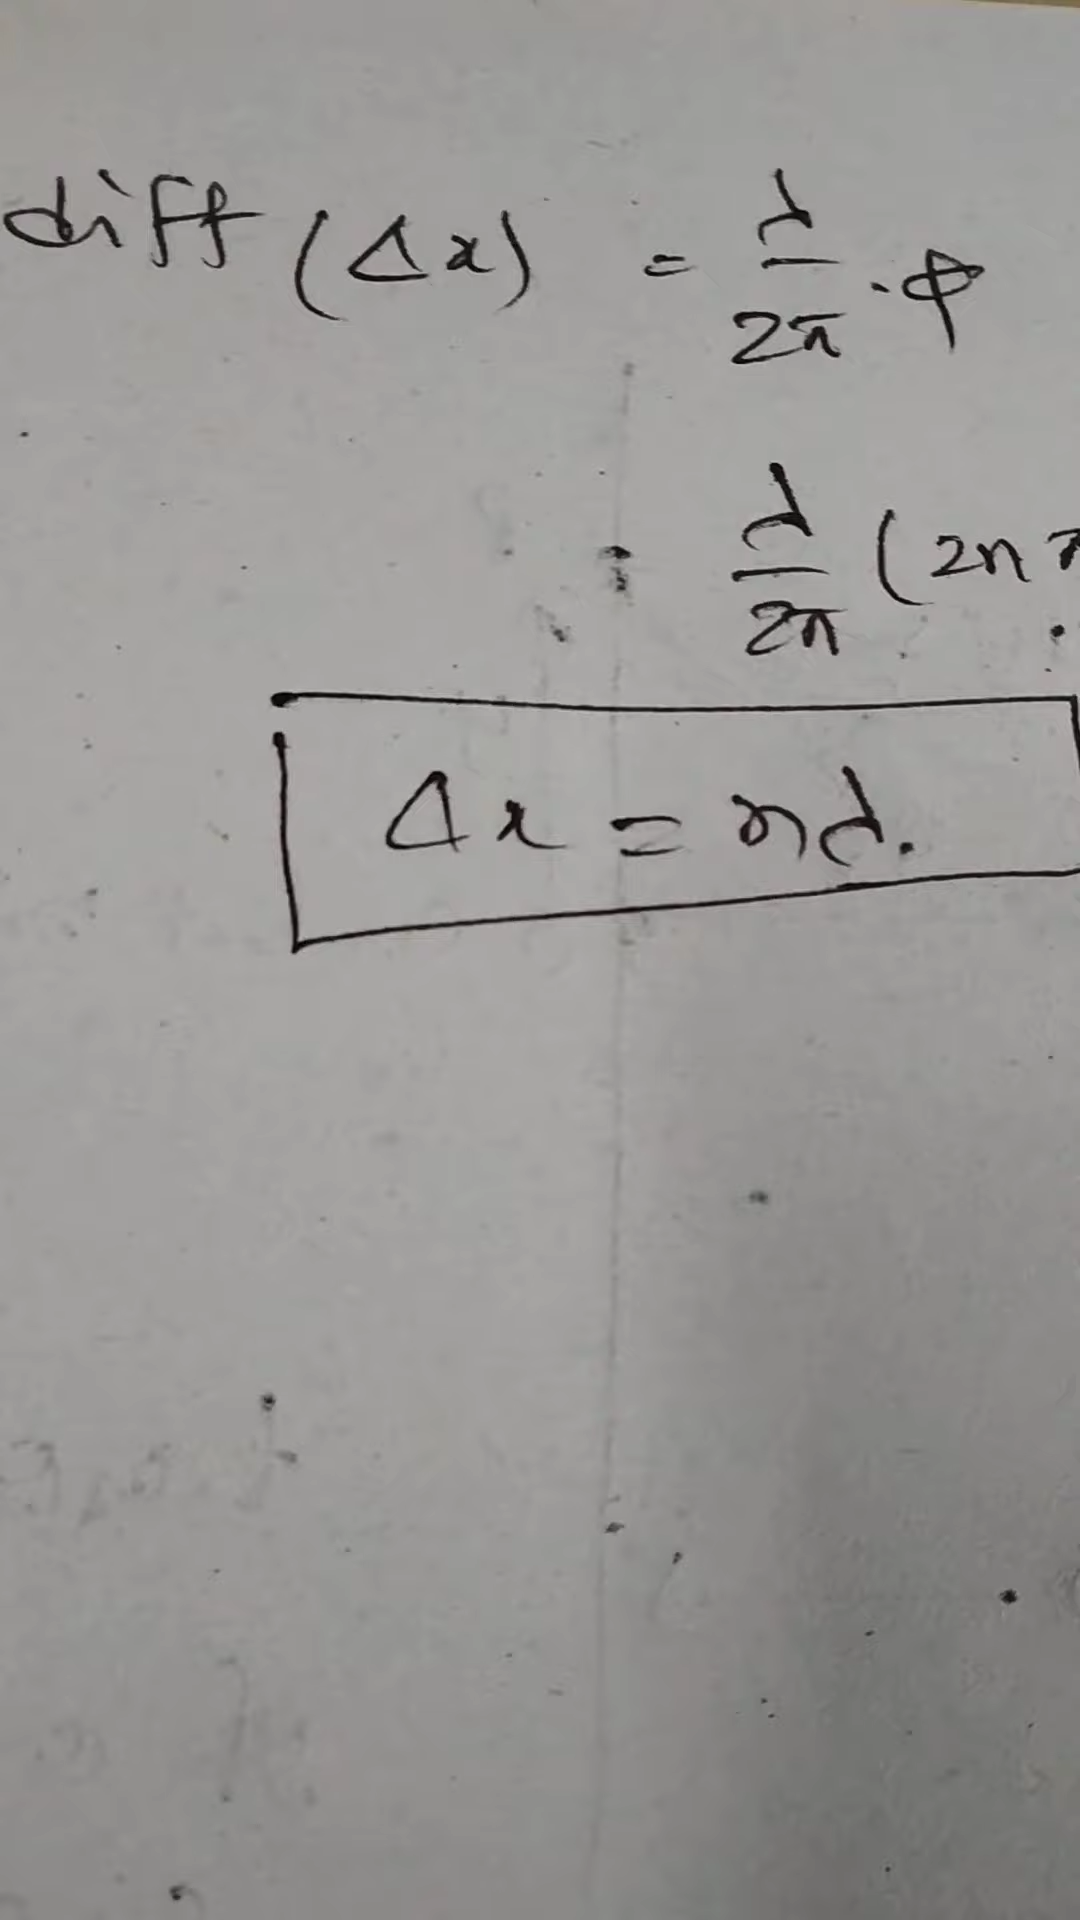 diff (Δx) = λ/2π . φ
λ/2π (2nπ
Δx = nλ.